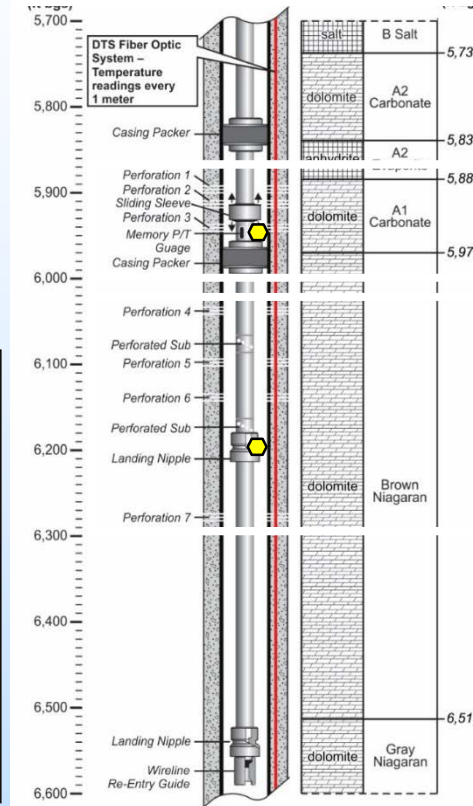 5,700
DTS Fiber Optic
System –
Temperature
readings every
1 meter
salt
B Salt
5,73
5,800
dolomite
A2
Carbonate
Casing Packer
5,83
anhydrite
A2
5,88
Perforation 1
5,900
Perforation 2
Sliding Sleeve
Perforation 3
dolomite
A1
Carbonate
Memory P/T
Guage
Casing Packer
5,97
6,000
Perforation 4
Perforated Sub
6,100
Perforation 5
Perforation 6
Perforated Sub
6,200
Landing Nipple
dolomite
Brown
Niagaran
Perforation 7
6,300
6,400
6,500
6,51
Landing Nipple
dolomite
Gray
Niagaran
Wireline
Re-Entry Guide
6,600